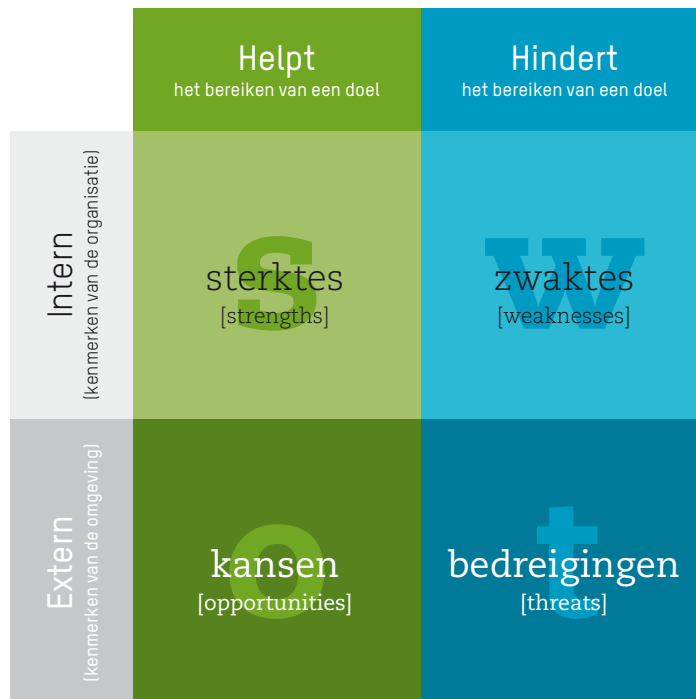 Helpt
het bereiken van een doel
Hindert
het bereiken van een doel
Intern
(kenmerken van de organisatie)
s
sterktes
[strengths]
w
zwaktes
[weaknesses]
Extern
(kenmerken van de omgeving)
o
kansen
[opportunities]
t
bedreigingen
[threats]